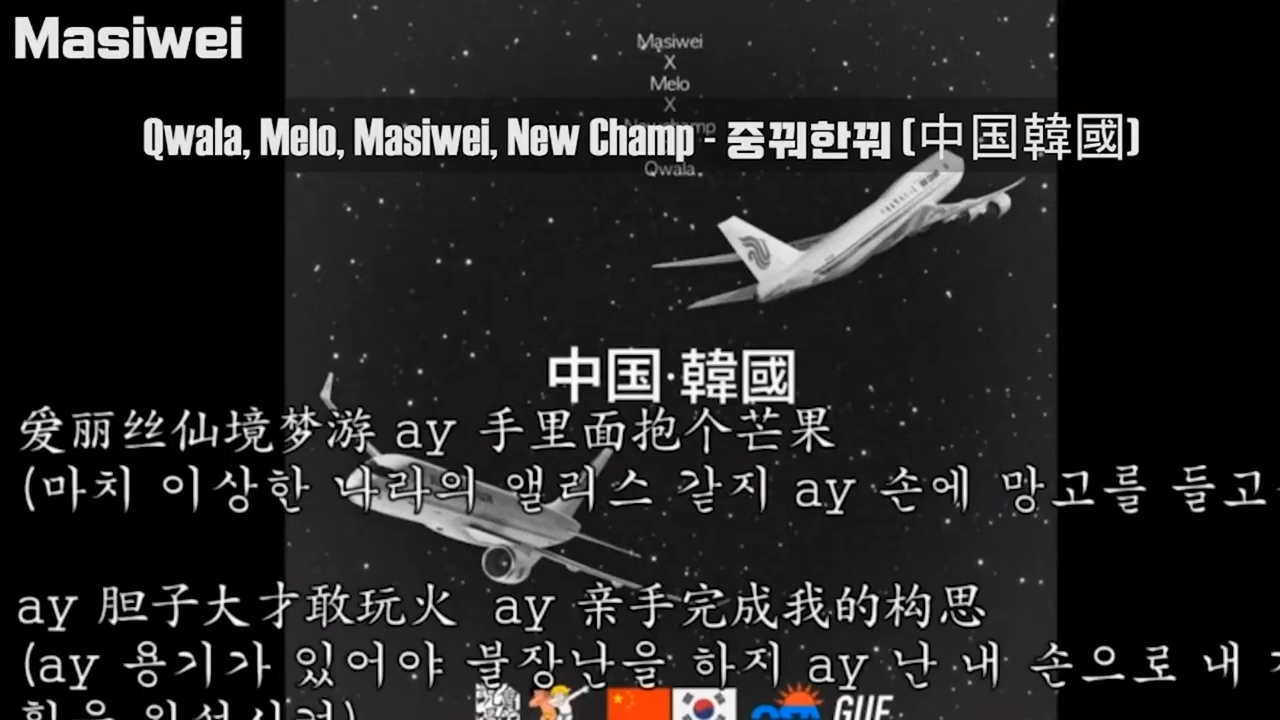 Masiwei
Masiwei
X
Melo
X
Newchamp
Qwala, Melo, Masiwei, New Champ - 중꿔한꿔 (中国韓國)
Qwala
中国·韓國
爱丽丝仙境梦游 ay 手里面抱个芒果
(마치 이상한 나라의 앨리스 같지 ay 손에 망고를 들고
ay 胆子大才敢玩火 ay 亲手完成我的构思
(ay 용기가 있어야 불장난을 하지 ay 난 내 손으로 내